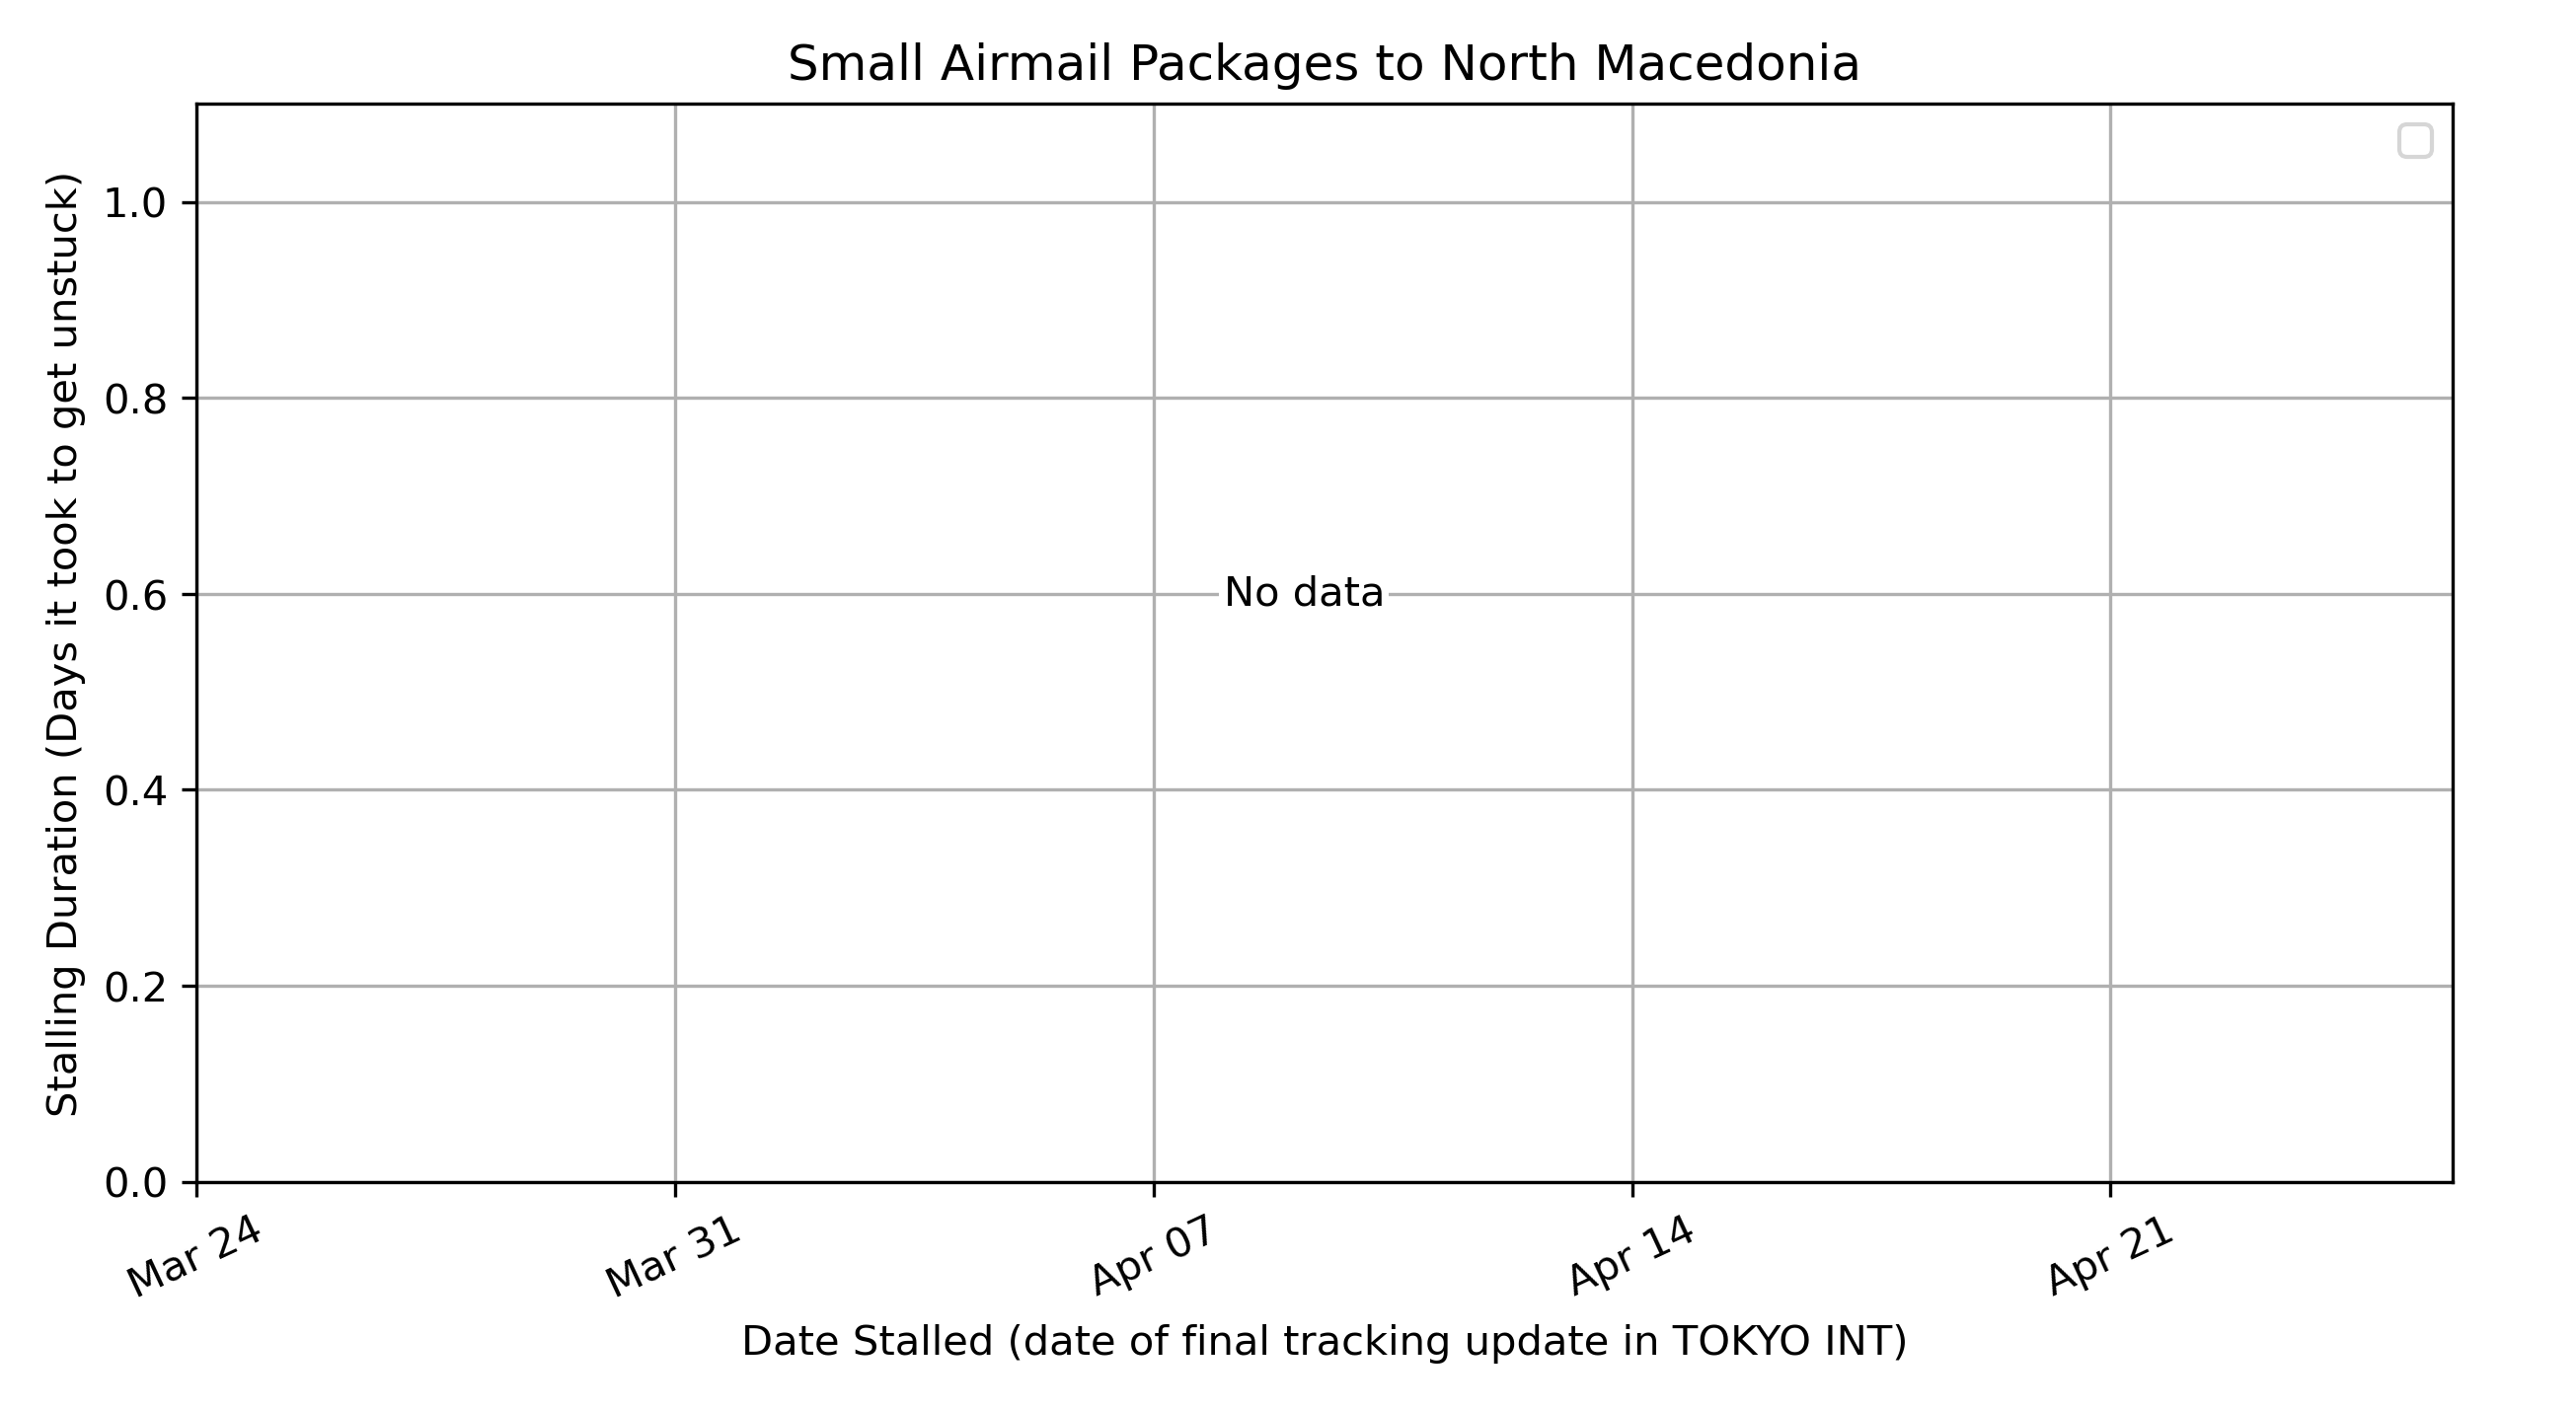 Small Airmail Packages to North Macedonia
Stalling Duration (Days it took to get unstuck)
1.0
0.8
0.6
0.4
0.2
0.0
No data
Mar 24
Mar 31
Apr 07
Apr 14
Apr 21
Date Stalled (date of final tracking update in TOKYO INT)